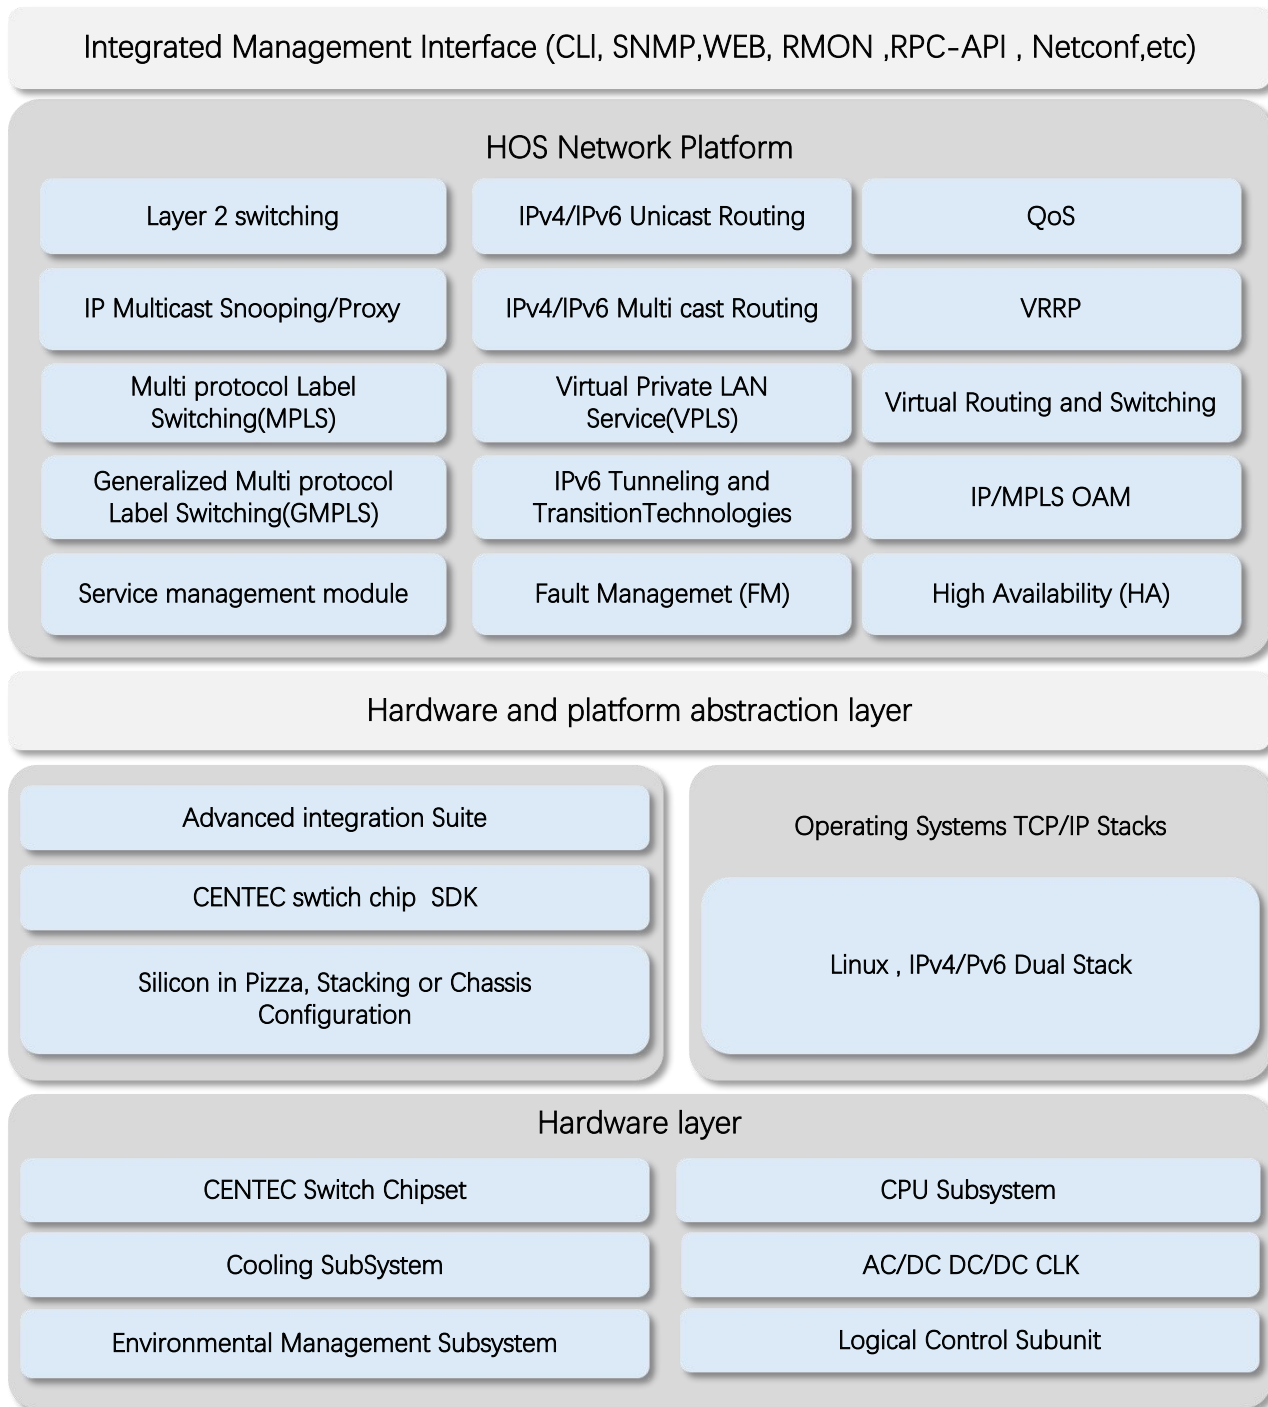 Integrated Management Interface (CLI, SNMP,WEB, RMON ,RPC-API , Netconf,etc)
HOS Network Platform
Layer 2 switching
IPv4/IPv6 Unicast Routing
QoS
IP Multicast Snooping/Proxy
IPv4/IPv6 Multi cast Routing
VRRP
Multi protocol Label
Switching(MPLS)
Virtual Private LAN
Service(VPLS)
Virtual Routing and Switching
Generalized Multi protocol
Label Switching(GMPLS)
IPv6 Tunneling and
TransitionTechnologies
IP/MPLS OAM
Service management module
Fault Managemet (FM)
High Availability (HA)
Hardware and platform abstraction layer
Advanced integration Suite
CENTEC swtich chip  SDK
Silicon in Pizza, Stacking or Chassis
Configuration
Operating Systems TCP/IP Stacks
Linux , IPv4/Pv6 Dual Stack
Hardware layer
CENTEC Switch Chipset
CPU Subsystem
Cooling SubSystem
AC/DC DC/DC CLK
Environmental Management Subsystem
Logical Control Subunit